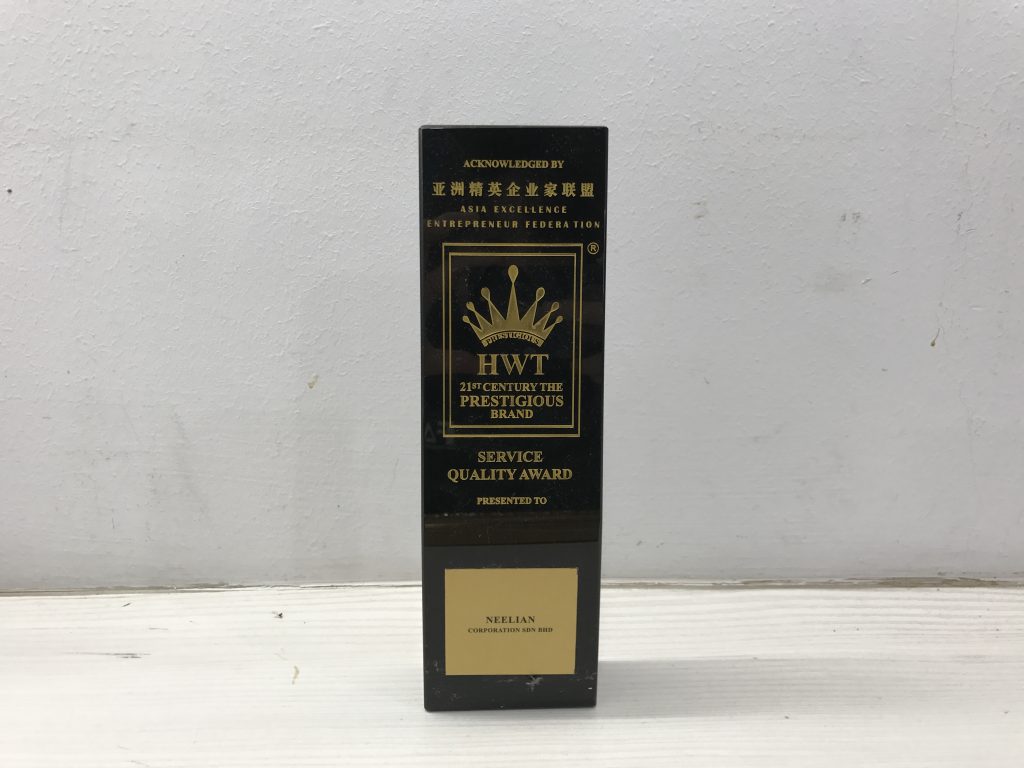 ACKNOWLEDGED BY
亚洲精英企业家联盟
ASIA EXCELLENCE
ENTREPRENEUR FEDERATION
®
PRESTIGIOUS
HWT
21ST CENTURY THE
PRESTIGIOUS
BRAND
SERVICE
QUALITY AWARD
PRESENTED TO
NEELIAN
CORPORATION SDN BHD